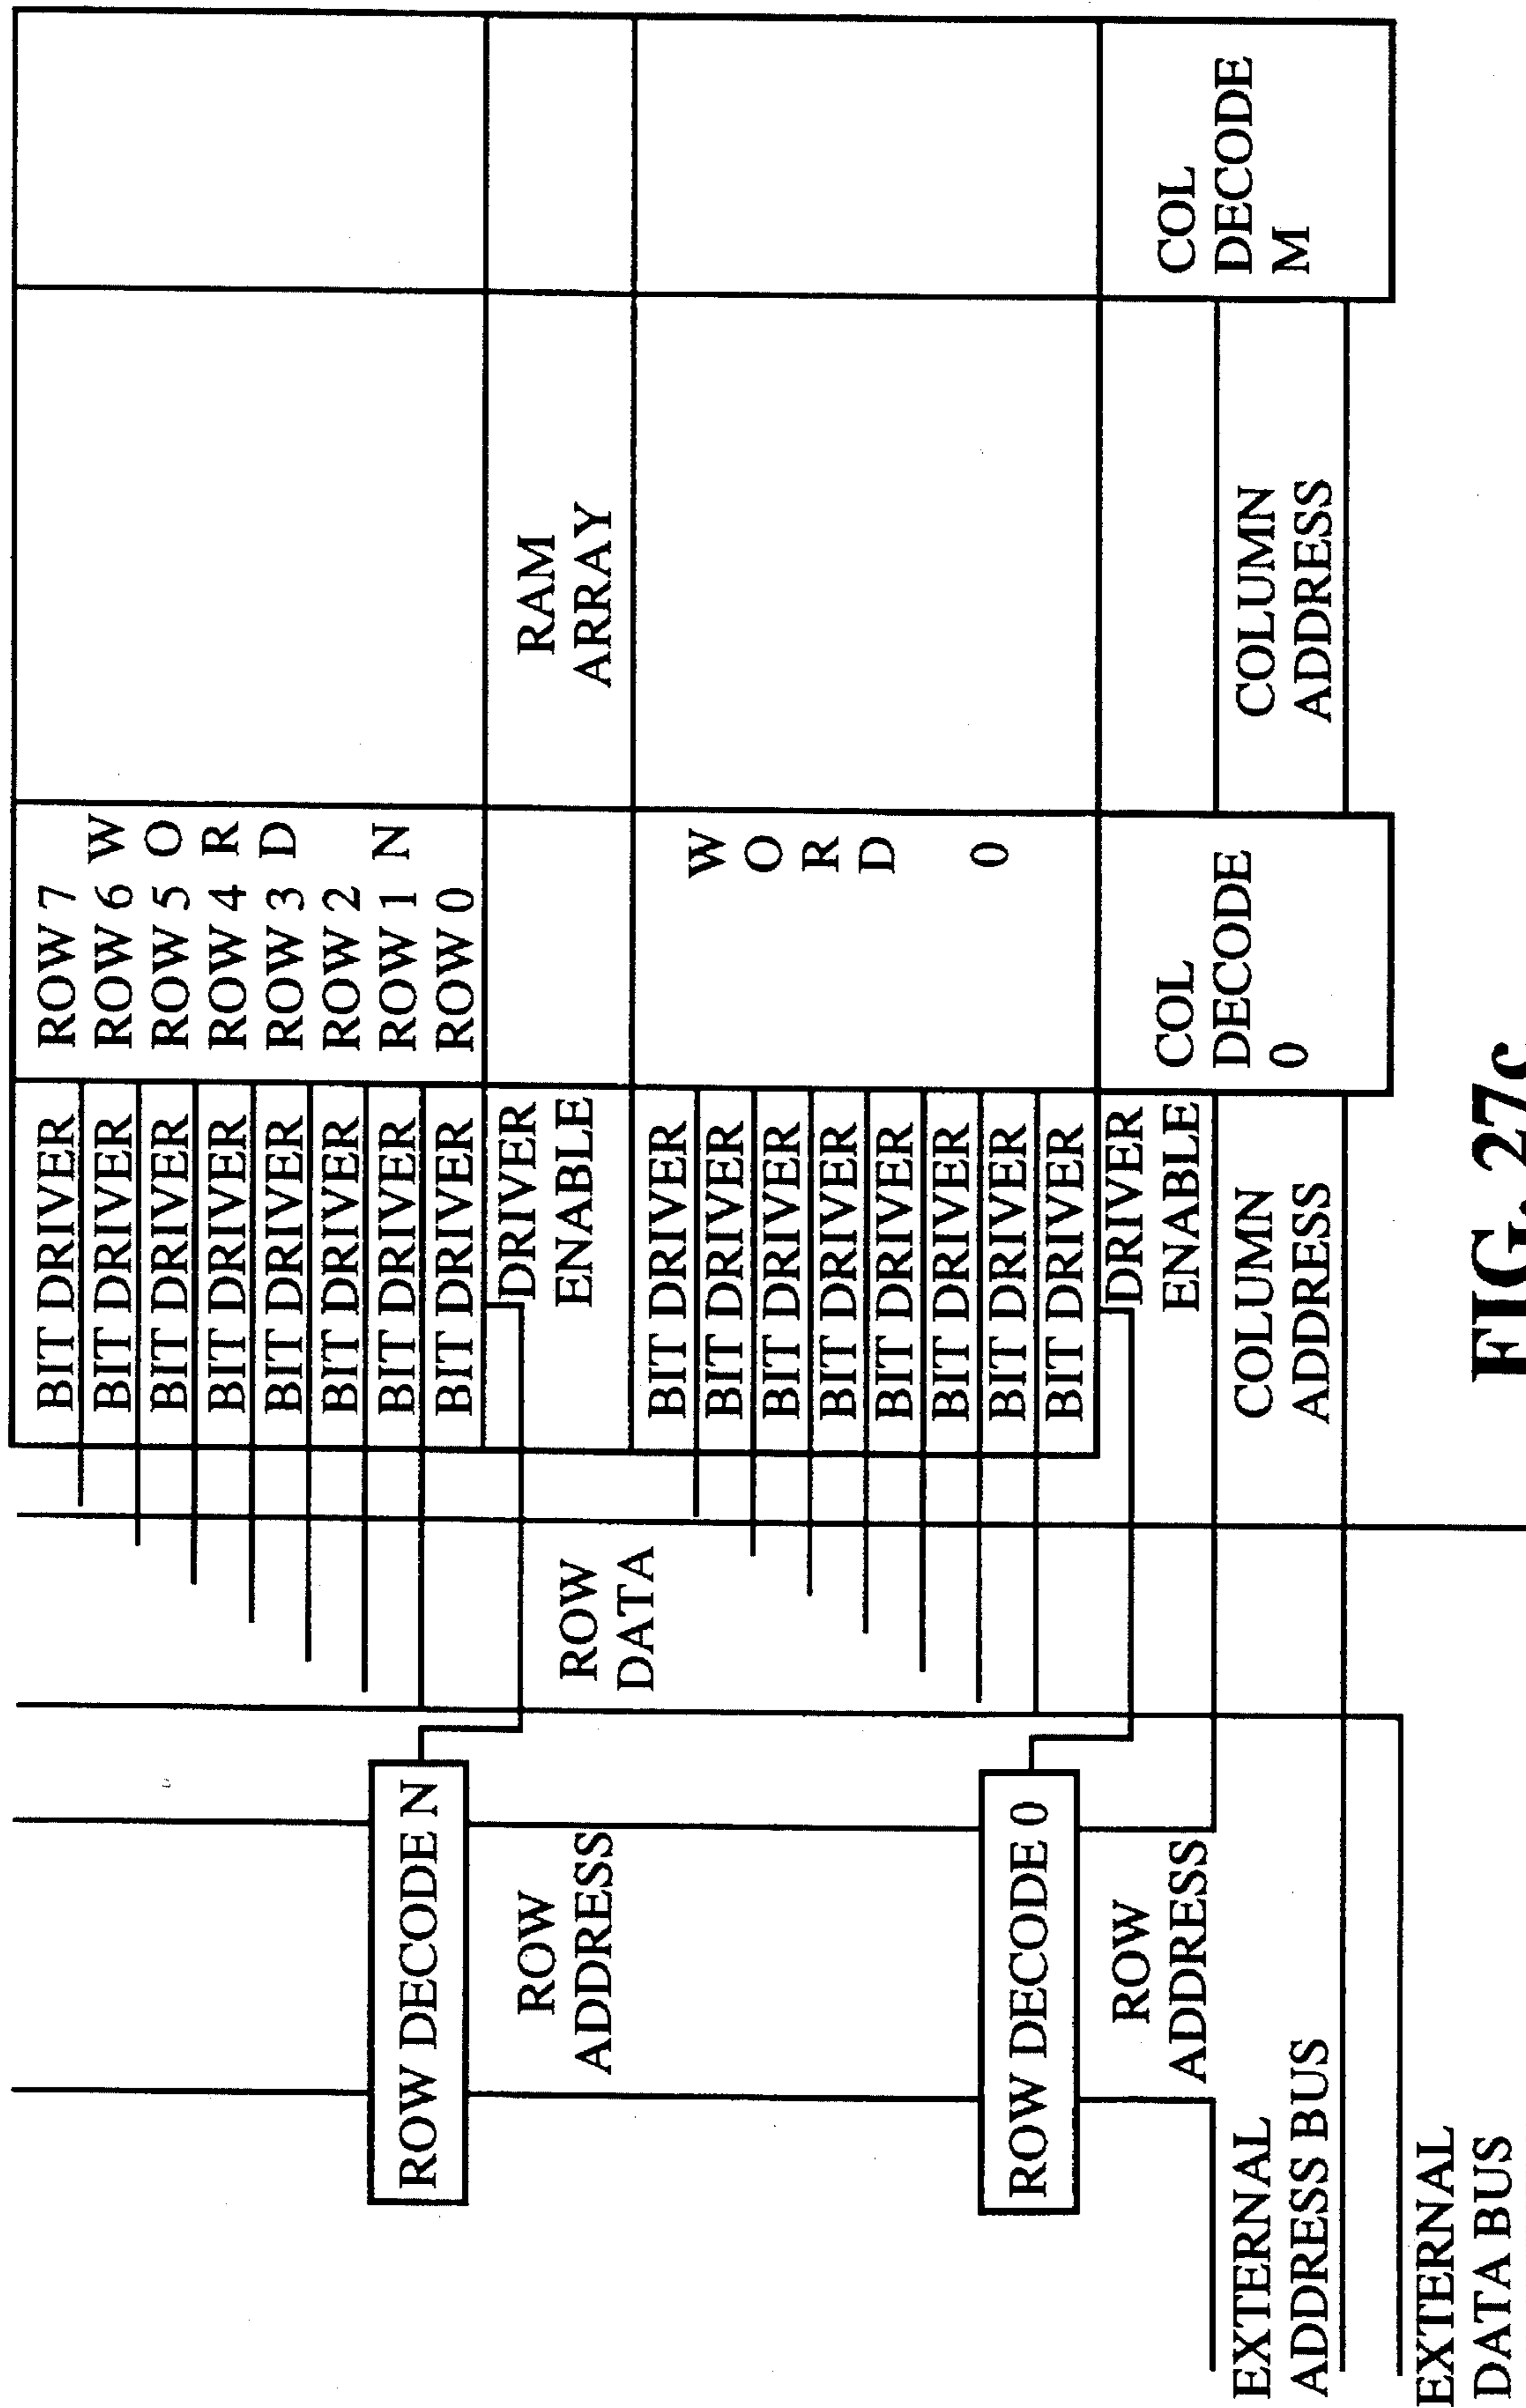 BIT DRIVER ROW 7
BIT DRIVER ROW 6 W
BIT DRIVER ROW 5 O
BIT DRIVER ROW 4 R
BIT DRIVER ROW 3 D
BIT DRIVER ROW 2
BIT DRIVER ROW 1 N
BIT DRIVER ROW 0
ROW DECODE N
DRIVER
ENABLE
RAM
ARRAY
ROW
ADDRESS
ROW
DATA
BIT DRIVER
BIT DRIVER W
BIT DRIVER O
BIT DRIVER R
BIT DRIVER D
BIT DRIVER
BIT DRIVER 0
BIT DRIVER
ROW DECODE 0
DRIVER
ENABLE
ROW
ADDRESS
COL
DECODE
0
COL
DECODE
M
EXTERNAL
ADDRESS BUS
COLUMN
ADDRESS
COLUMN
ADDRESS
EXTERNAL
DATA BUS
FIG. 27c